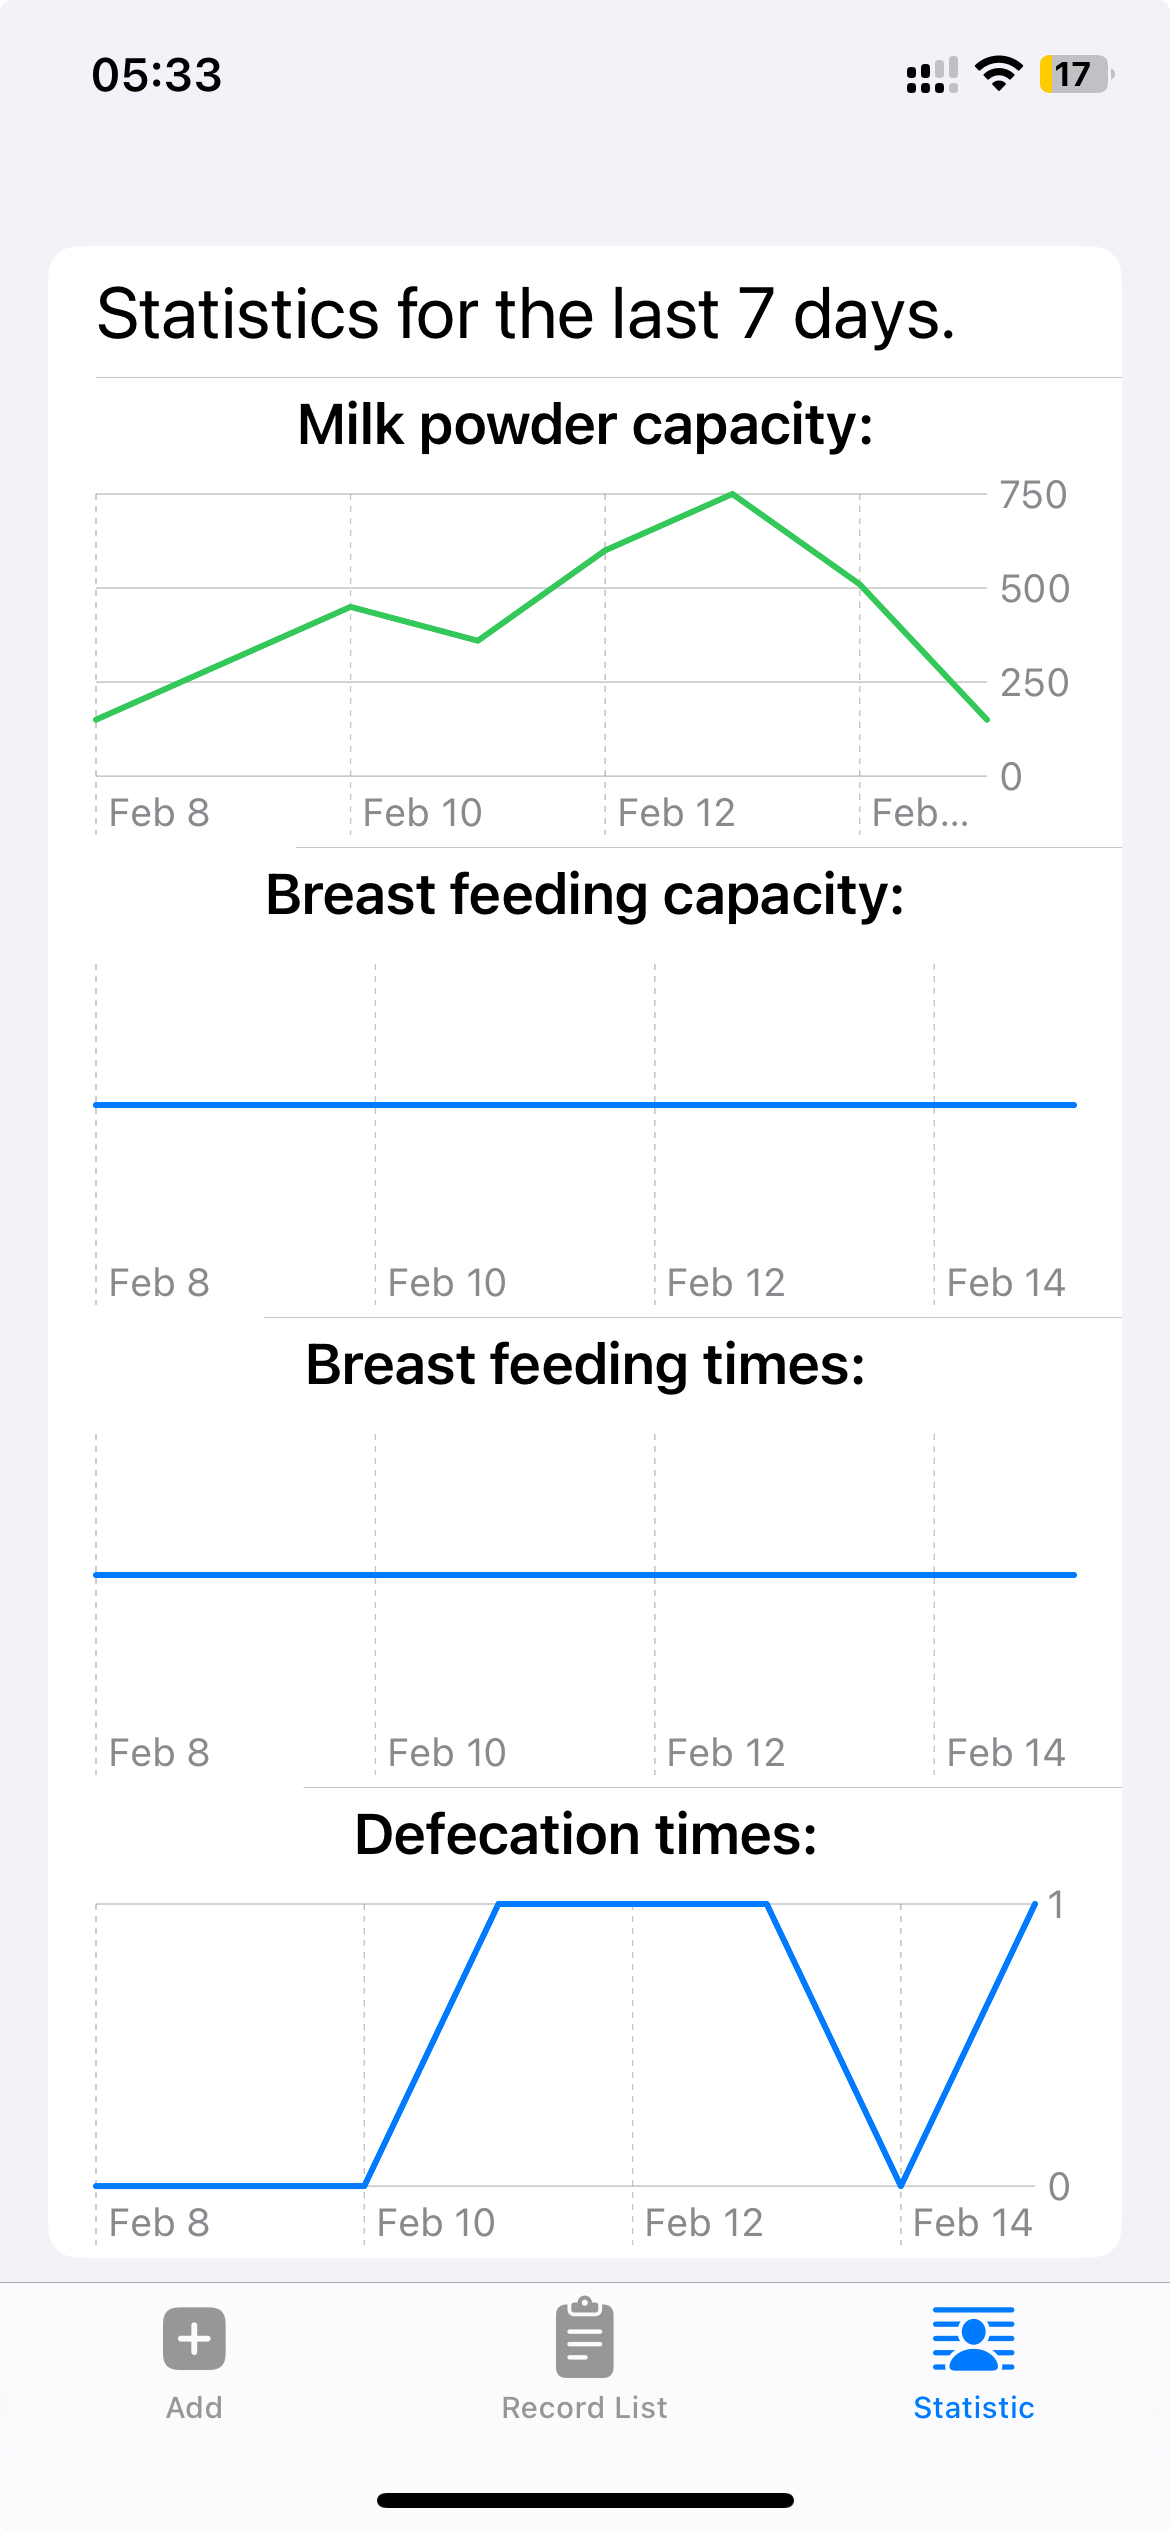 05:33
17
Statistics for the last 7 days.
Milk powder capacity:
750
500
250
0
Feb 8 Feb 10 Feb 12 Feb...
Breast feeding capacity:
Feb 8 Feb 10 Feb 12 Feb 14
Breast feeding times:
Feb 8 Feb 10 Feb 12 Feb 14
Defecation times:
1
0
Feb 8 Feb 10 Feb 12 Feb 14
Add Record List Statistic